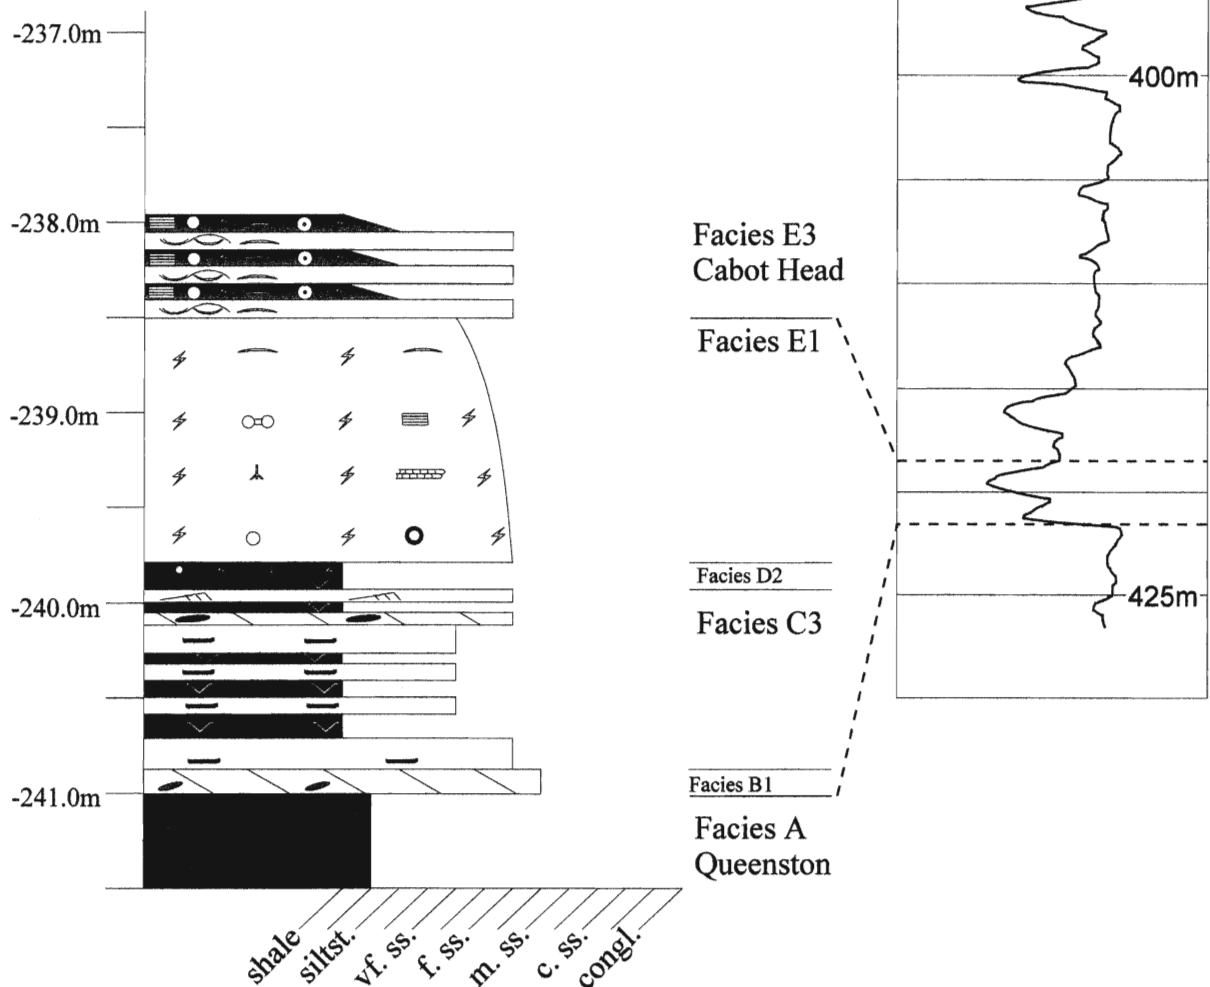 -237.0m
-238.0m
-239.0m
-240.0m
-241.0m
shale
siltst.
vf. ss.
f. ss.
m. ss.
c. ss.
congl.
Facies E3
Cabot Head
Facies E1
Facies D2
Facies C3
Facies B1
Facies A
Queenston
400m
425m